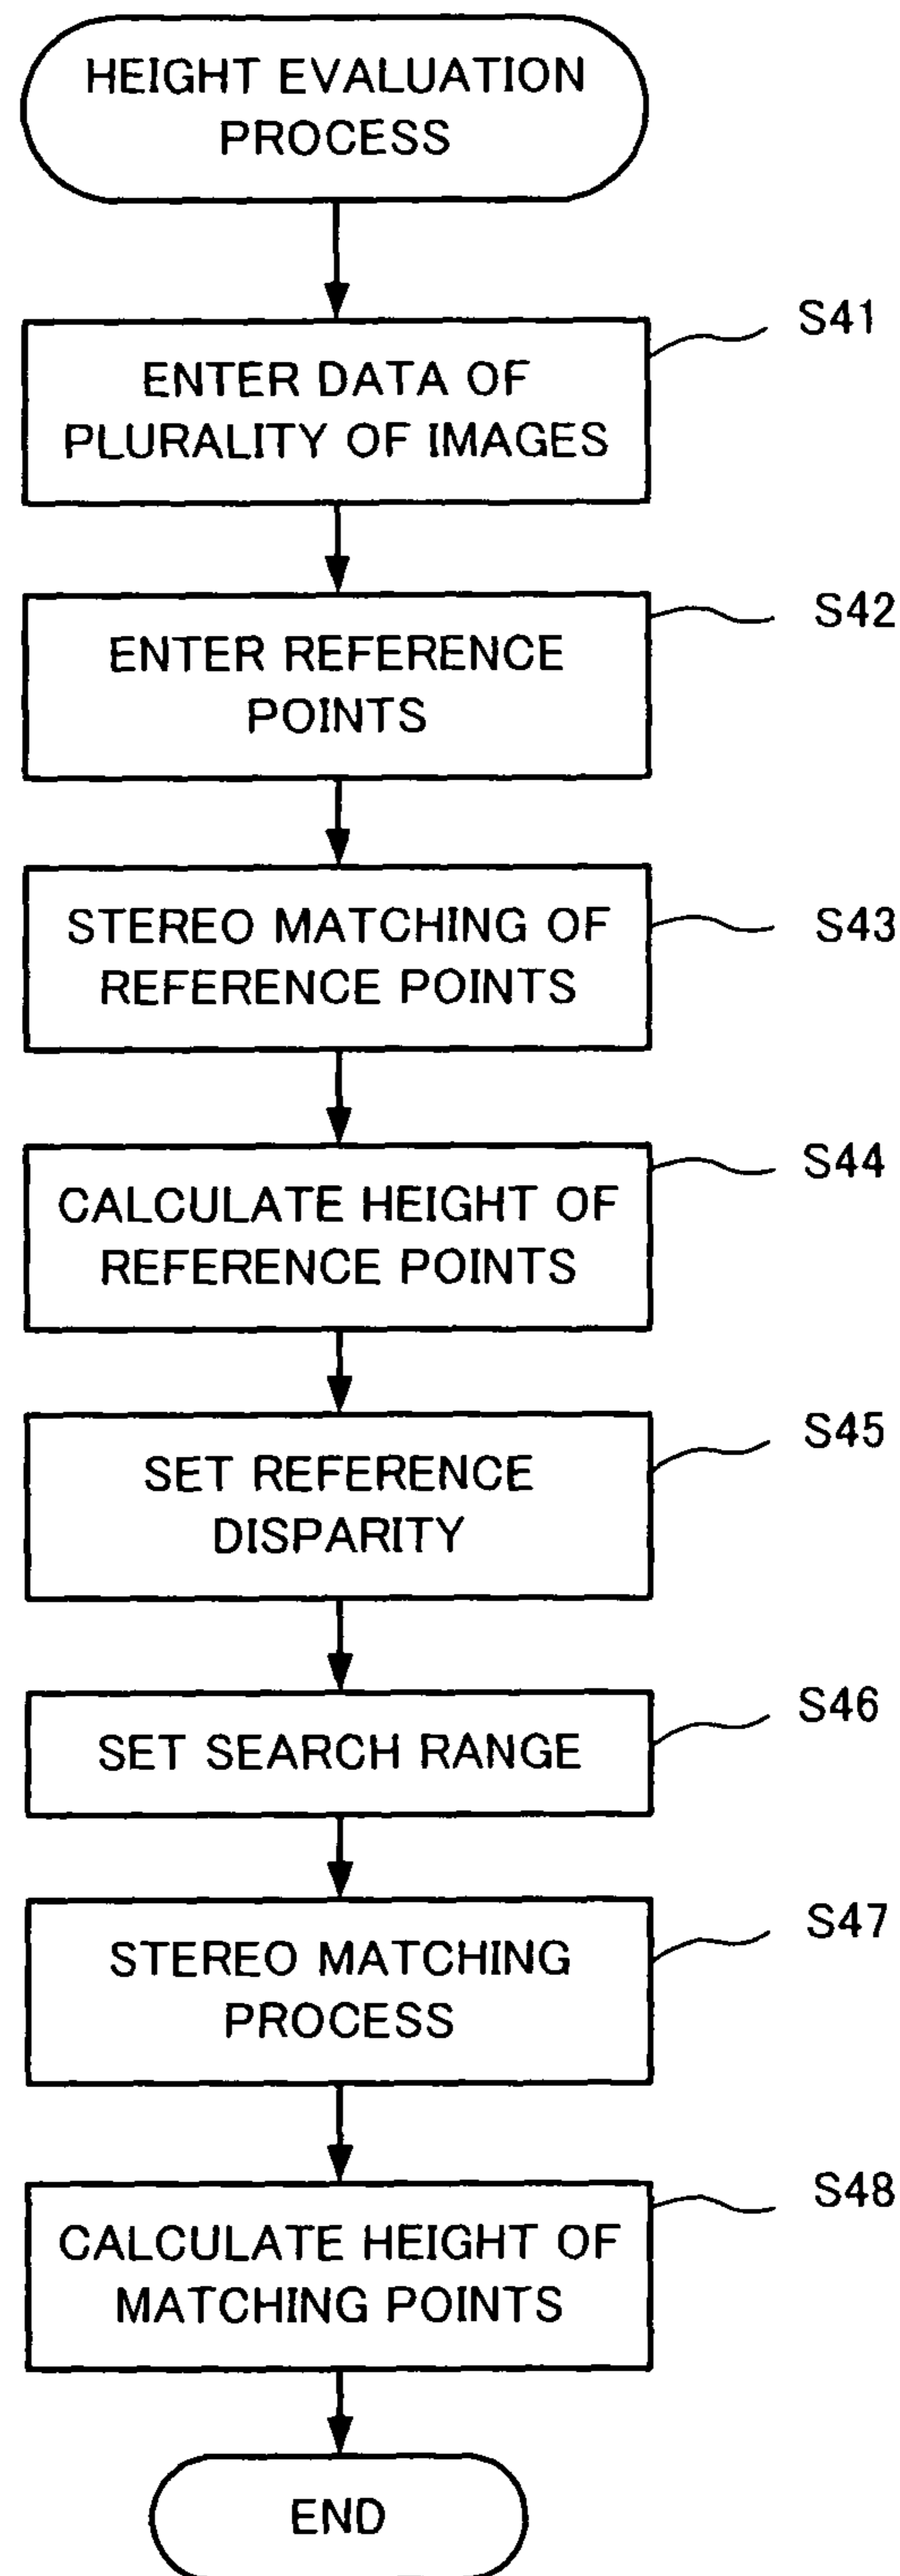 HEIGHT EVALUATION
PROCESS
S41
ENTER DATA OF
PLURALITY OF IMAGES
S42
ENTER REFERENCE
POINTS
S43
STEREO MATCHING OF
REFERENCE POINTS
S44
CALCULATE HEIGHT OF
REFERENCE POINTS
S45
SET REFERENCE
DISPARITY
S46
SET SEARCH RANGE
S47
STEREO MATCHING
PROCESS
S48
CALCULATE HEIGHT OF
MATCHING POINTS
END